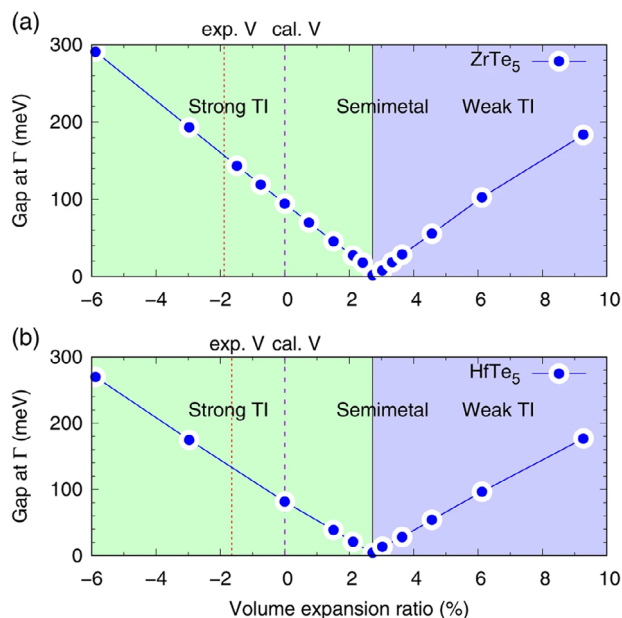 (a)
exp. V cal. V
300
200
100
0
Gap at Γ (meV)
ZrTe5
Strong TI
Semimetal
Weak TI
−6 −4 −2 0 2 4 6 8 10
(b)
exp. V cal. V
300
200
100
0
Gap at Γ (meV)
HfTe5
Strong TI
Semimetal
Weak TI
−6 −4 −2 0 2 4 6 8 10
Volume expansion ratio (%)